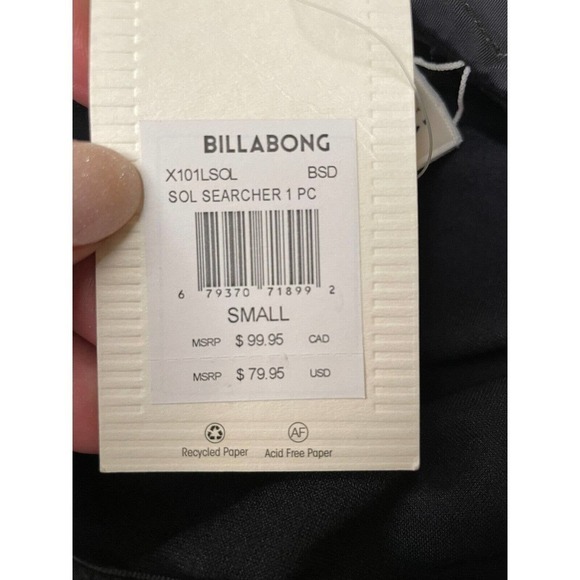 BILLABONG
X101LSOL BSD
SOL SEARCHER 1 PC
6 79370 71899 2
SMALL
MSRP $ 99.95 CAD
MSRP $ 79.95 USD
AF
Recycled Paper Acid Free Paper